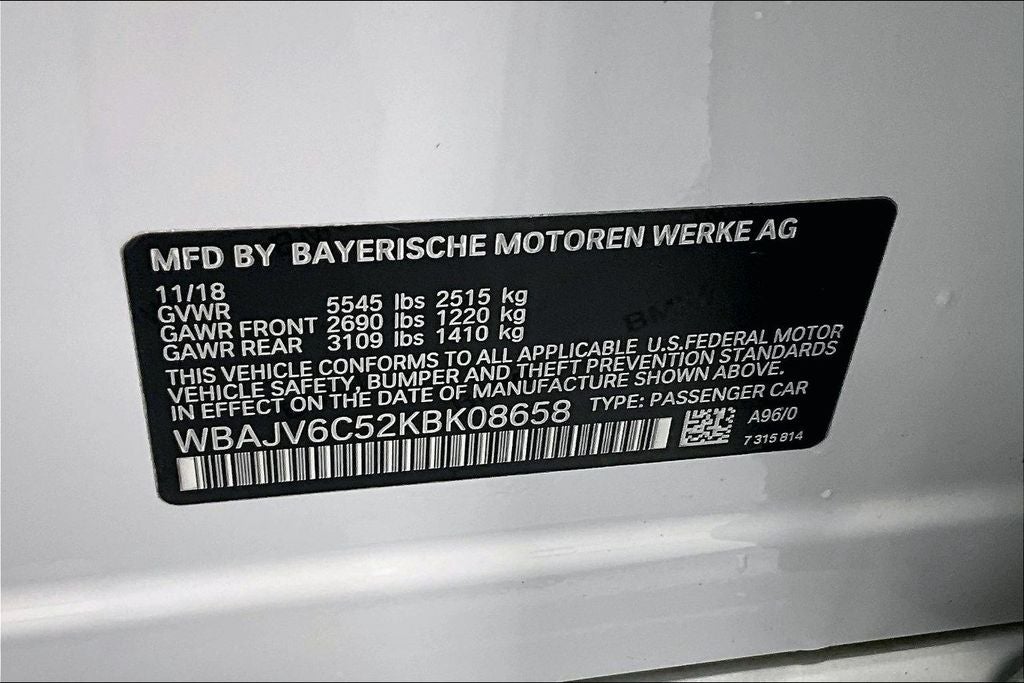 MFD BY BAYERISCHE MOTOREN WERKE AG
11/18
GVWR 5545 lbs 2515 kg
GAWR FRONT 2690 lbs 1220 kg
GAWR REAR 3109 lbs 1410 kg
THIS VEHICLE CONFORMS TO ALL APPLICABLE U.S.FEDERAL MOTOR
VEHICLE SAFETY, BUMPER AND THEFT PREVENTION STANDARDS
IN EFFECT ON THE DATE OF MANUFACTURE SHOWN ABOVE.
WBAJV6C52KBK08658 TYPE: PASSENGER CAR
A96/0
7 315 814
BMW